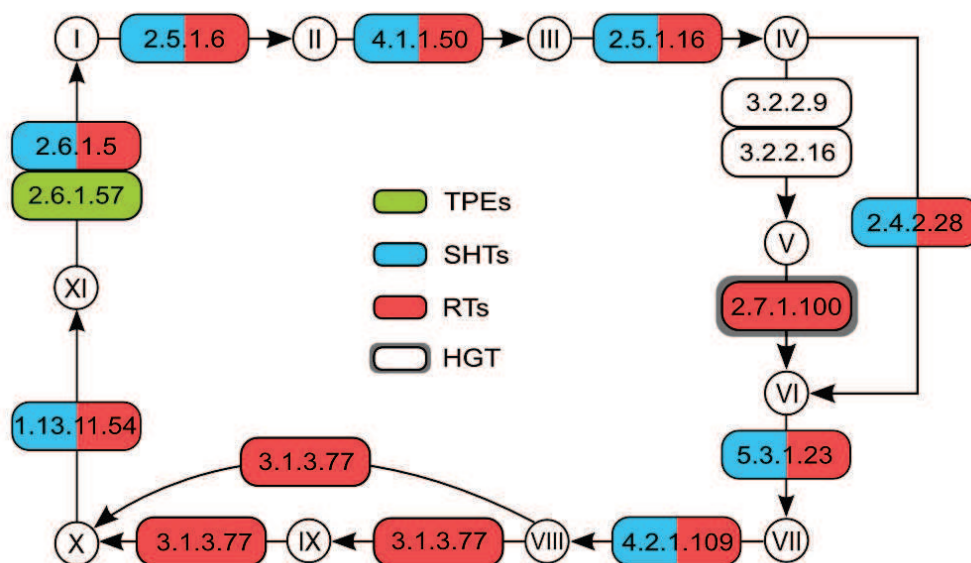 I
2.5.1.6
II
4.1.1.50
III
2.5.1.16
IV
3.2.2.9
3.2.2.16
2.6.1.5
2.6.1.57
TPEs
SHTs
RTs
HGT
2.4.2.28
V
XI
2.7.1.100
VI
1.13.11.54
3.1.3.77
5.3.1.23
X
3.1.3.77
IX
3.1.3.77
VIII
4.2.1.109
VII